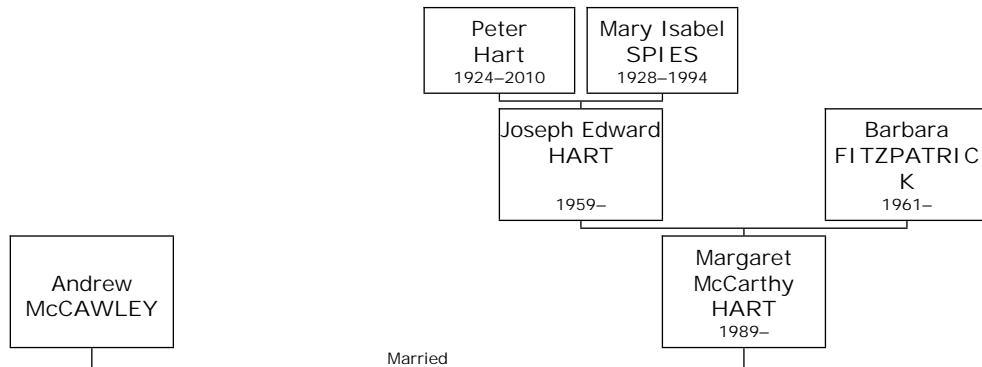 Peter
Hart
1924–2010
Mary Isabel
SPIES
1928–1994
Joseph Edward
HART
1959–
Barbara
FITZPATRIC
K
1961–
Andrew
McCAWLEY
Margaret
McCarthy
HART
1989–
Married